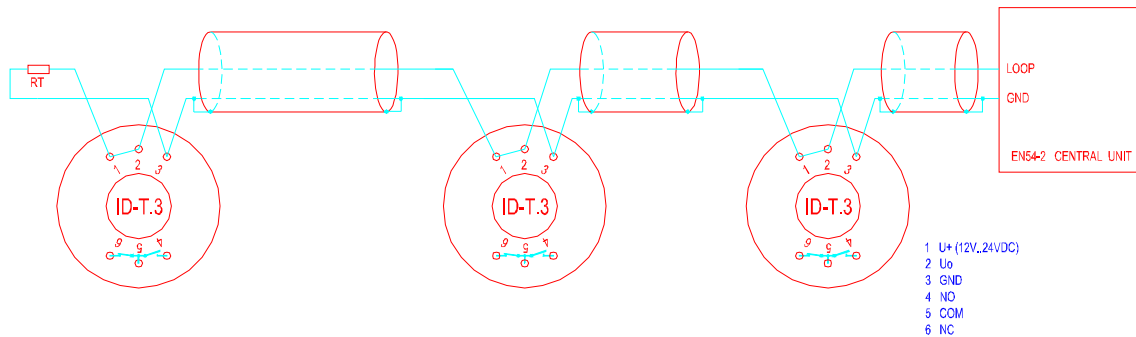 LOOP
RT
GND
1 2 3
1 2 3
1 2 3
EN54-2 CENTRAL UNIT
ID-T.3
ID-T.3
ID-T.3
6 5 4
6 5 4
6 5 4
1 U+ (12V..24VDC)
2 Uo
3 GND
4 NO
5 COM
6 NC